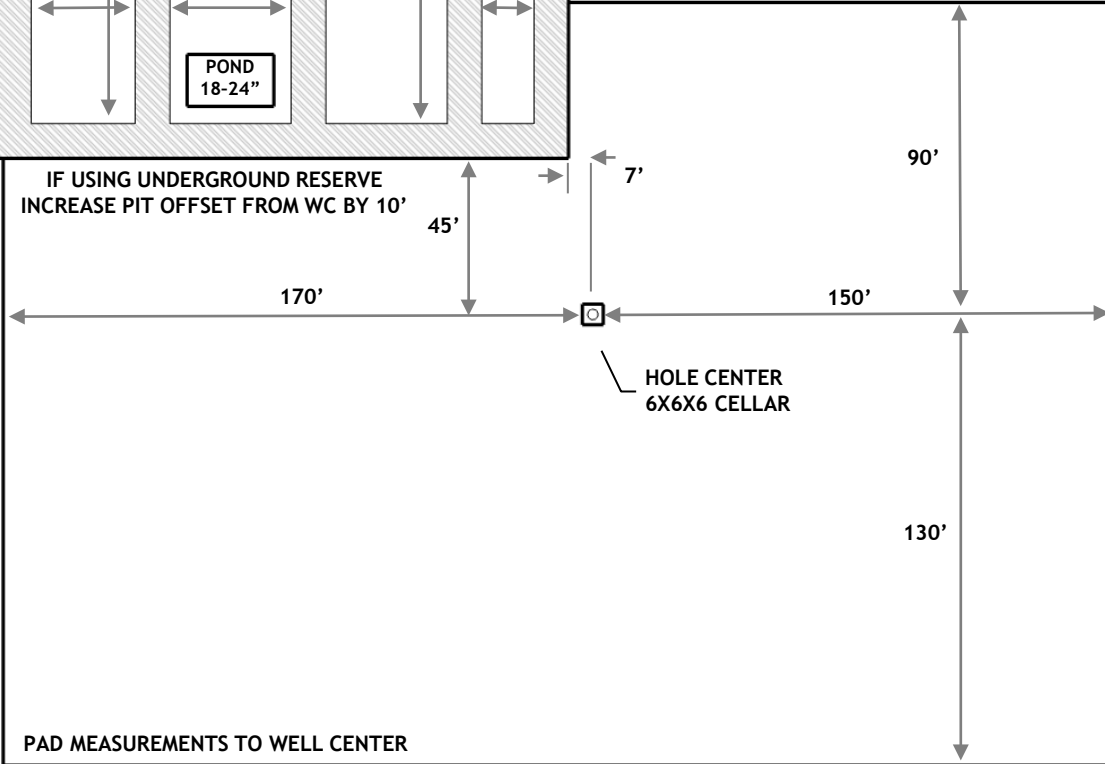 POND
18-24”
90’
7’
IF USING UNDERGROUND RESERVE
INCREASE PIT OFFSET FROM WC BY 10’
45’
170’
150’
HOLE CENTER
6X6X6 CELLAR
130’
PAD MEASUREMENTS TO WELL CENTER